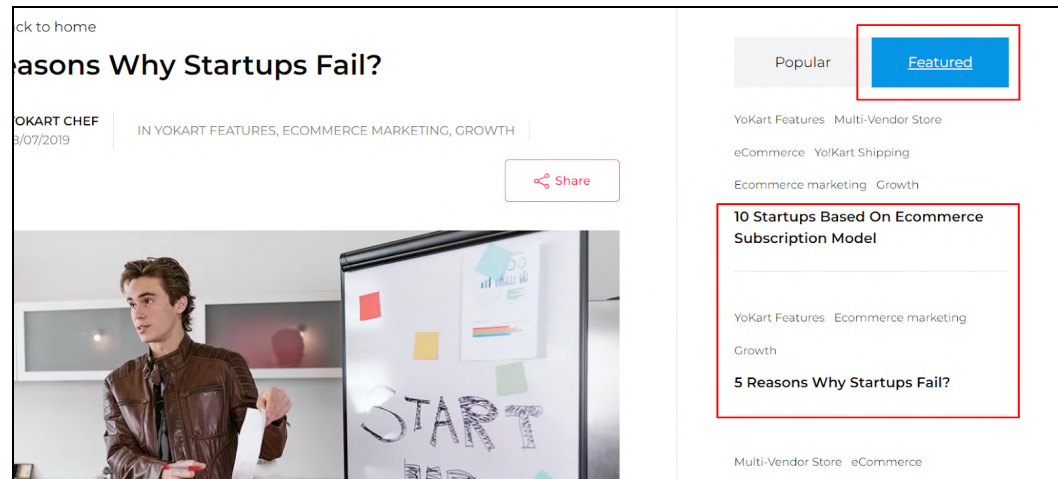 ck to home
easons Why Startups Fail?
YOKART CHEF
8/07/2019
IN YOKART FEATURES, ECOMMERCE MARKETING, GROWTH
Share
START
Popular
Featured
YoKart Features Multi-Vendor Store
eCommerce Yo!Kart Shipping
Ecommerce marketing Growth
10 Startups Based On Ecommerce
Subscription Model
YoKart Features Ecommerce marketing
Growth
5 Reasons Why Startups Fail?
Multi-Vendor Store eCommerce